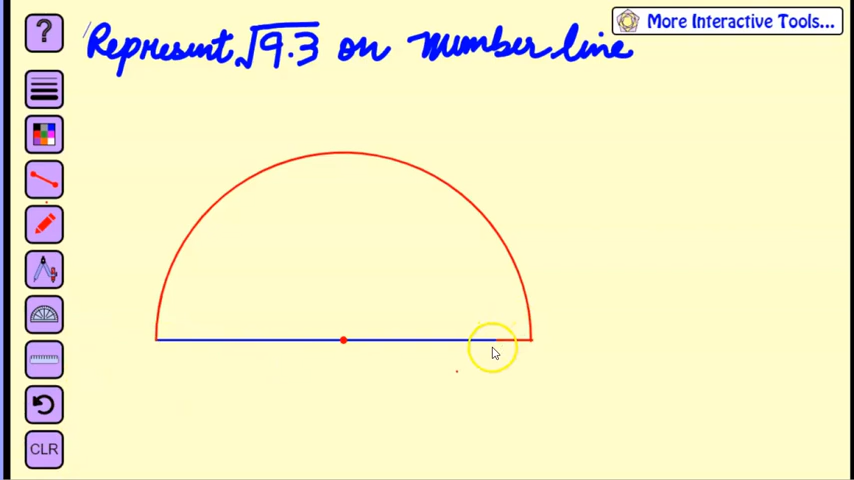 More Interactive Tools...
Represent √9.3 on number line
?
CLR